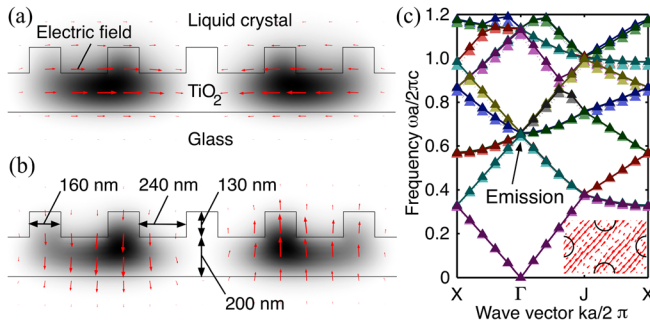 (a)
Liquid crystal
Electric field
TiO2
Glass
(b)
160 nm
240 nm
130 nm
200 nm
(c)
Frequency ωa/2πc
1.2
1.0
0.8
0.6
0.4
0.2
0
Emission
X Γ J X
Wave vector ka/2 π